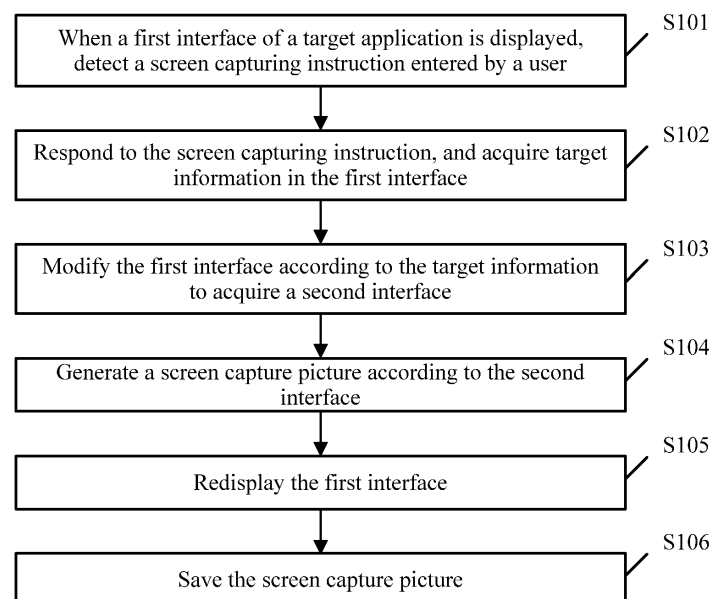 S101
When a first interface of a target application is displayed,
detect a screen capturing instruction entered by a user
S102
Respond to the screen capturing instruction, and acquire target
information in the first interface
S103
Modify the first interface according to the target information
to acquire a second interface
S104
Generate a screen capture picture according to the second
interface
S105
Redisplay the first interface
S106
Save the screen capture picture